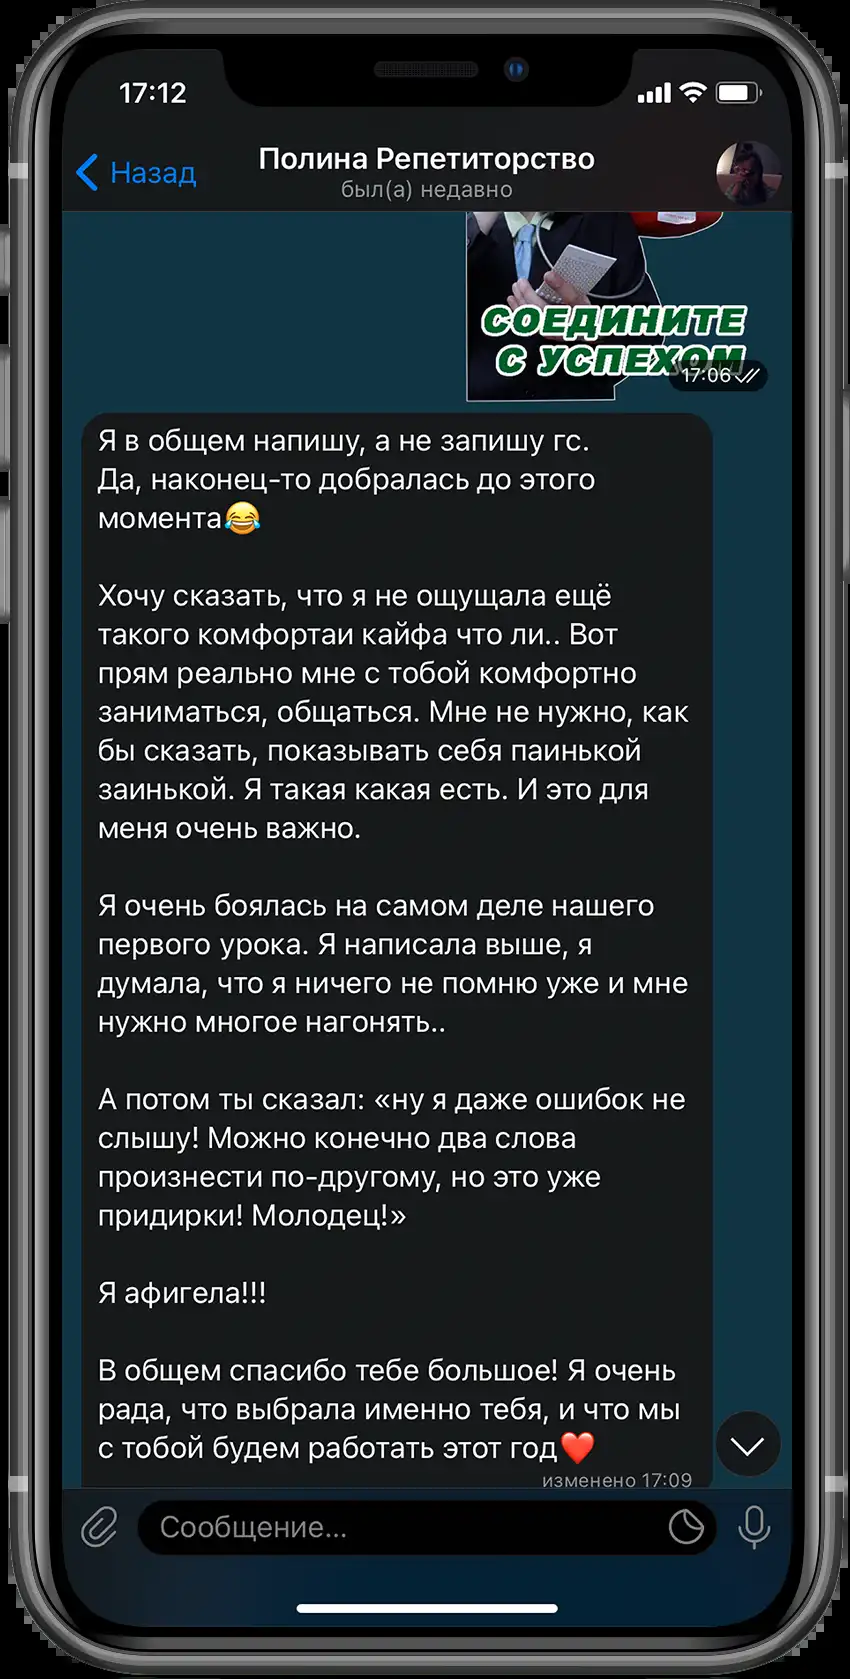 17:12
Назад
Полина Репетиторство
был(а) недавно
СОЕДИНИТЕ
С УСПЕХОМ
17:06
Я в общем напишу, а не запишу гс.
Да, наконец-то добралась до этого
момента😂
Хочу сказать, что я не ощущала ещё
такого комфортаи кайфа что ли.. Вот
прям реально мне с тобой комфортно
заниматься, общаться. Мне не нужно, как
бы сказать, показывать себя паинькой
заинькой. Я такая какая есть. И это для
меня очень важно.
Я очень боялась на самом деле нашего
первого урока. Я написала выше, я
думала, что я ничего не помню уже и мне
нужно многое нагонять..
А потом ты сказал: «ну я даже ошибок не
слышу! Можно конечно два слова
произнести по-другому, но это уже
придирки! Молодец!»
Я афигела!!!
В общем спасибо тебе большое! Я очень
рада, что выбрала именно тебя, и что мы
с тобой будем работать этот год❤️
изменено 17:09
Сообщение...